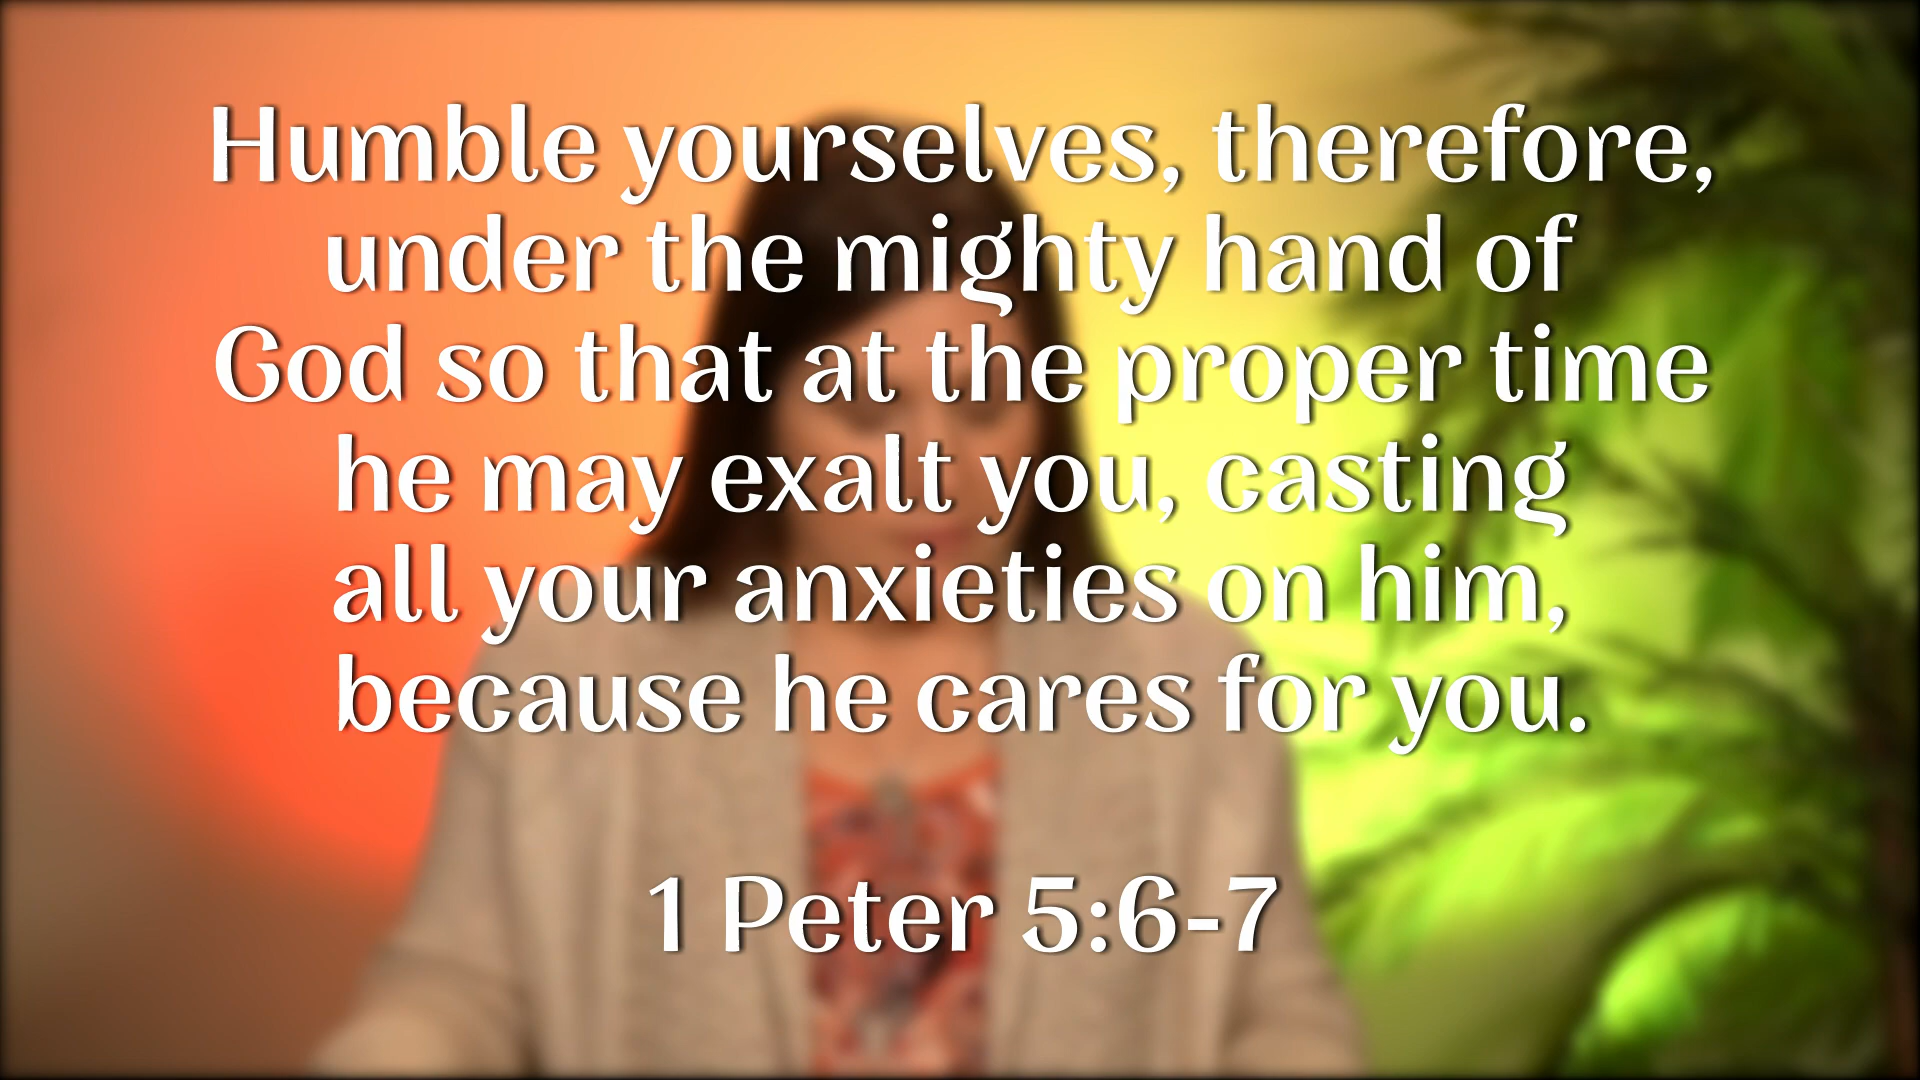 Humble yourselves, therefore,
under the mighty hand of
God so that at the proper time
he may exalt you, casting
all your anxieties on him,
because he cares for you.
1 Peter 5:6-7